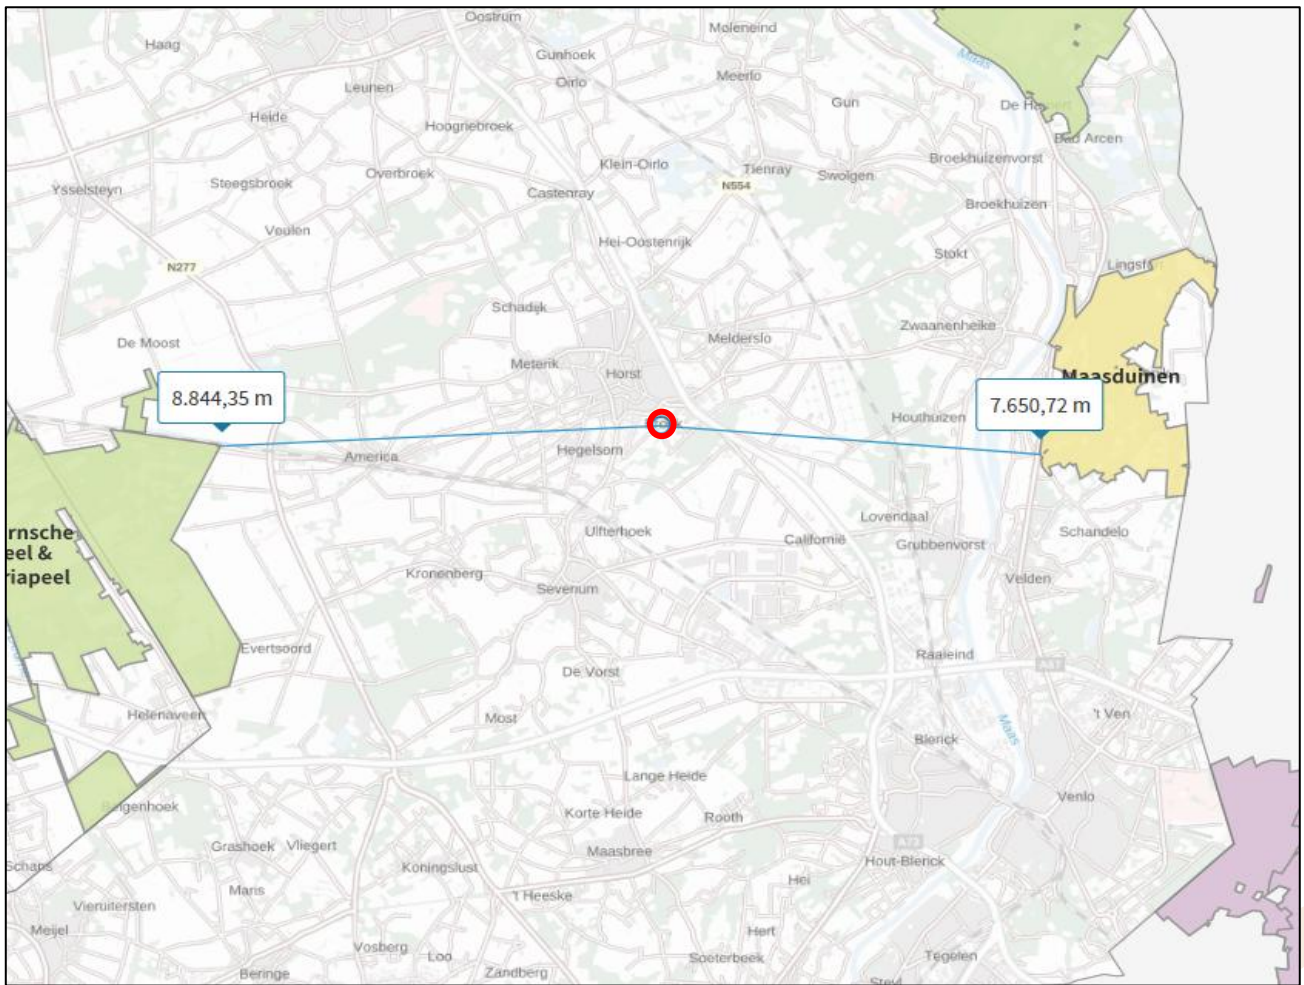 Oostrum
Moleneind
Haag
Gunhoek
Maas
Leunen
Oirlo
Meerlo
Gun
Heide
Hoogriebroek
Bad Arcen
Klein-Oirlo
Broekhuizenvorst
Overbroek
Tienray
Swolgen
Ysselsteyn
Steegsbroek
N554
Castenray
Broekhuizen
Veulen
Hei-Oostenrijk
Stokt
N277
Schadijk
Zwaanenheike
De Moost
Melderslo
Meterik
Horst
Maasduinen
8.844,35 m
7.650,72 m
Houthuizen
America
Hegelsom
Lovendaal
Ulfterhoek
Californië
Grubbenvorst
Schandelo
rnsche
eel &
riapeel
Kronenberg
Sevenum
Velden
Evertsoord
Raaieind
A67
De Vorst
Helenaveen
Most
't Ven
Maas
Blerick
Lange Heide
Venlo
Korte Heide
Rooth
A73
Grashoek
Vliegert
Maasbree
Hout-Blerick
Schans
Koningslust
Hei
Maris
't Heeske
Vieruitersten
Meijel
Hert
Vosberg
Loo
Soeterbeek
Tegelen
Beringe
Zandberg
Steyl